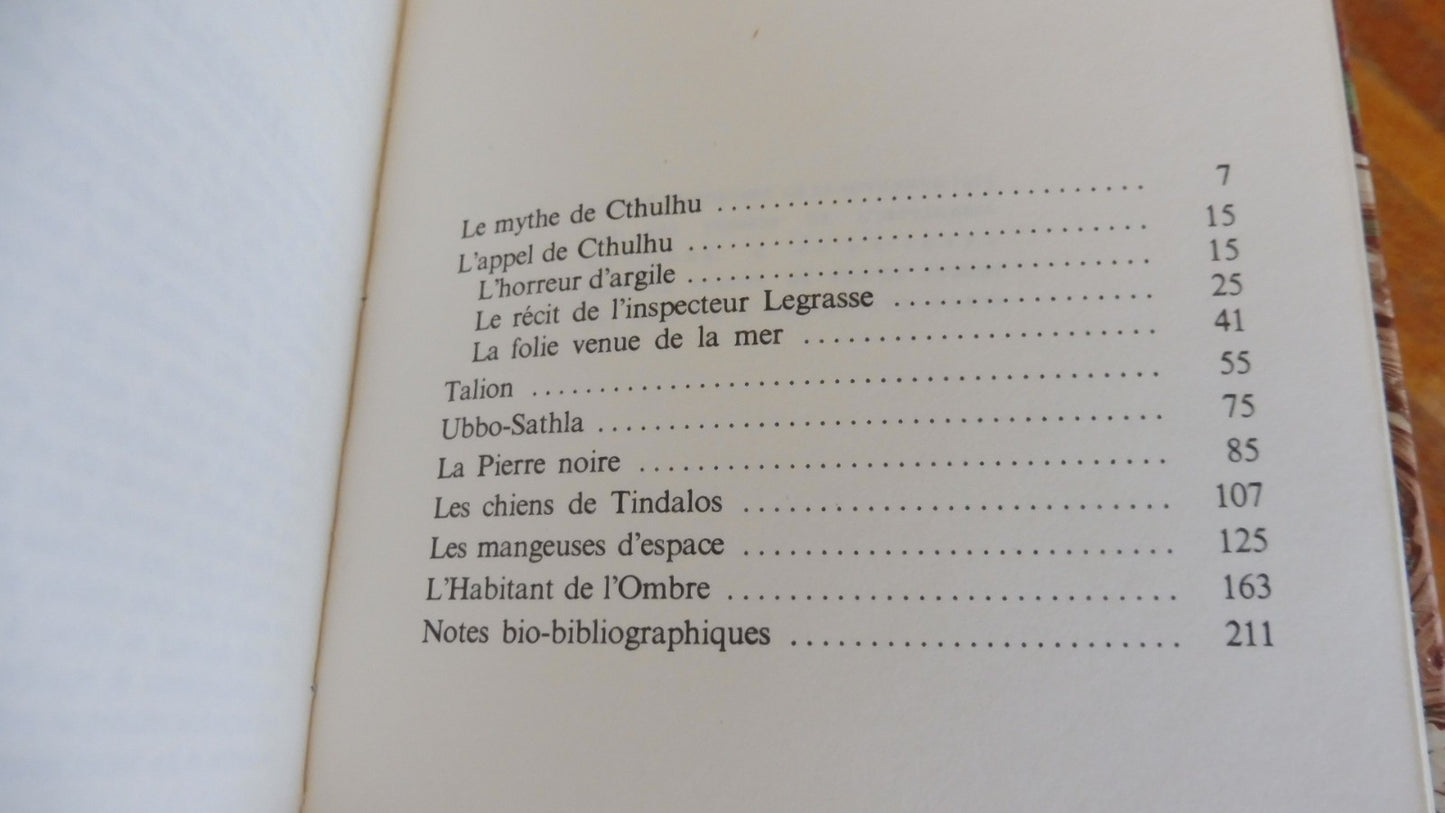 Le mythe de Cthulhu ................................ 7
L'appel de Cthulhu ................................ 15
L'horreur d'argile ................................ 15
Le récit de l'inspecteur Legrasse .................. 25
La folie venue de la mer ........................ 41
Talion ........................................ 55
Ubbo-Sathla .................................... 75
La Pierre noire ................................ 85
Les chiens de Tindalos .......................... 107
Les mangeuses d'espace .......................... 125
L'Habitant de l'Ombre .......................... 163
Notes bio-bibliographiques ...................... 211